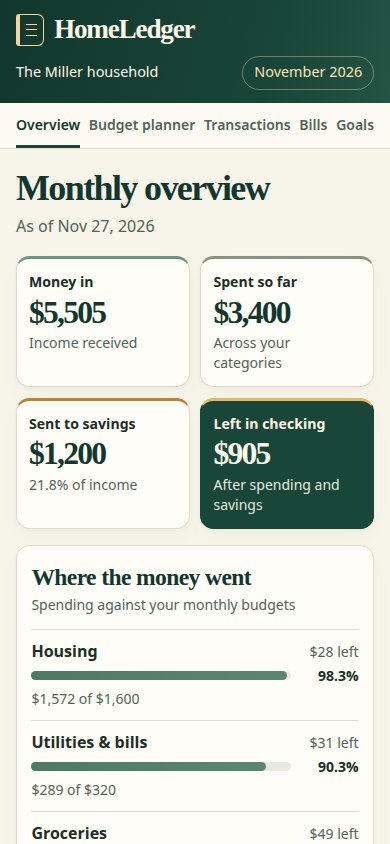 HomeLedger
The Miller household
November 2026
Overview Budget planner Transactions Bills Goals
Monthly overview
As of Nov 27, 2026
Money in
$5,505
Income received
Spent so far
$3,400
Across your
categories
Sent to savings
$1,200
21.8% of income
Left in checking
$905
After spending and
savings
Where the money went
Spending against your monthly budgets
Housing
$28 left
98.3%
$1,572 of $1,600
Utilities & bills
$31 left
90.3%
$289 of $320
Groceries
$49 left